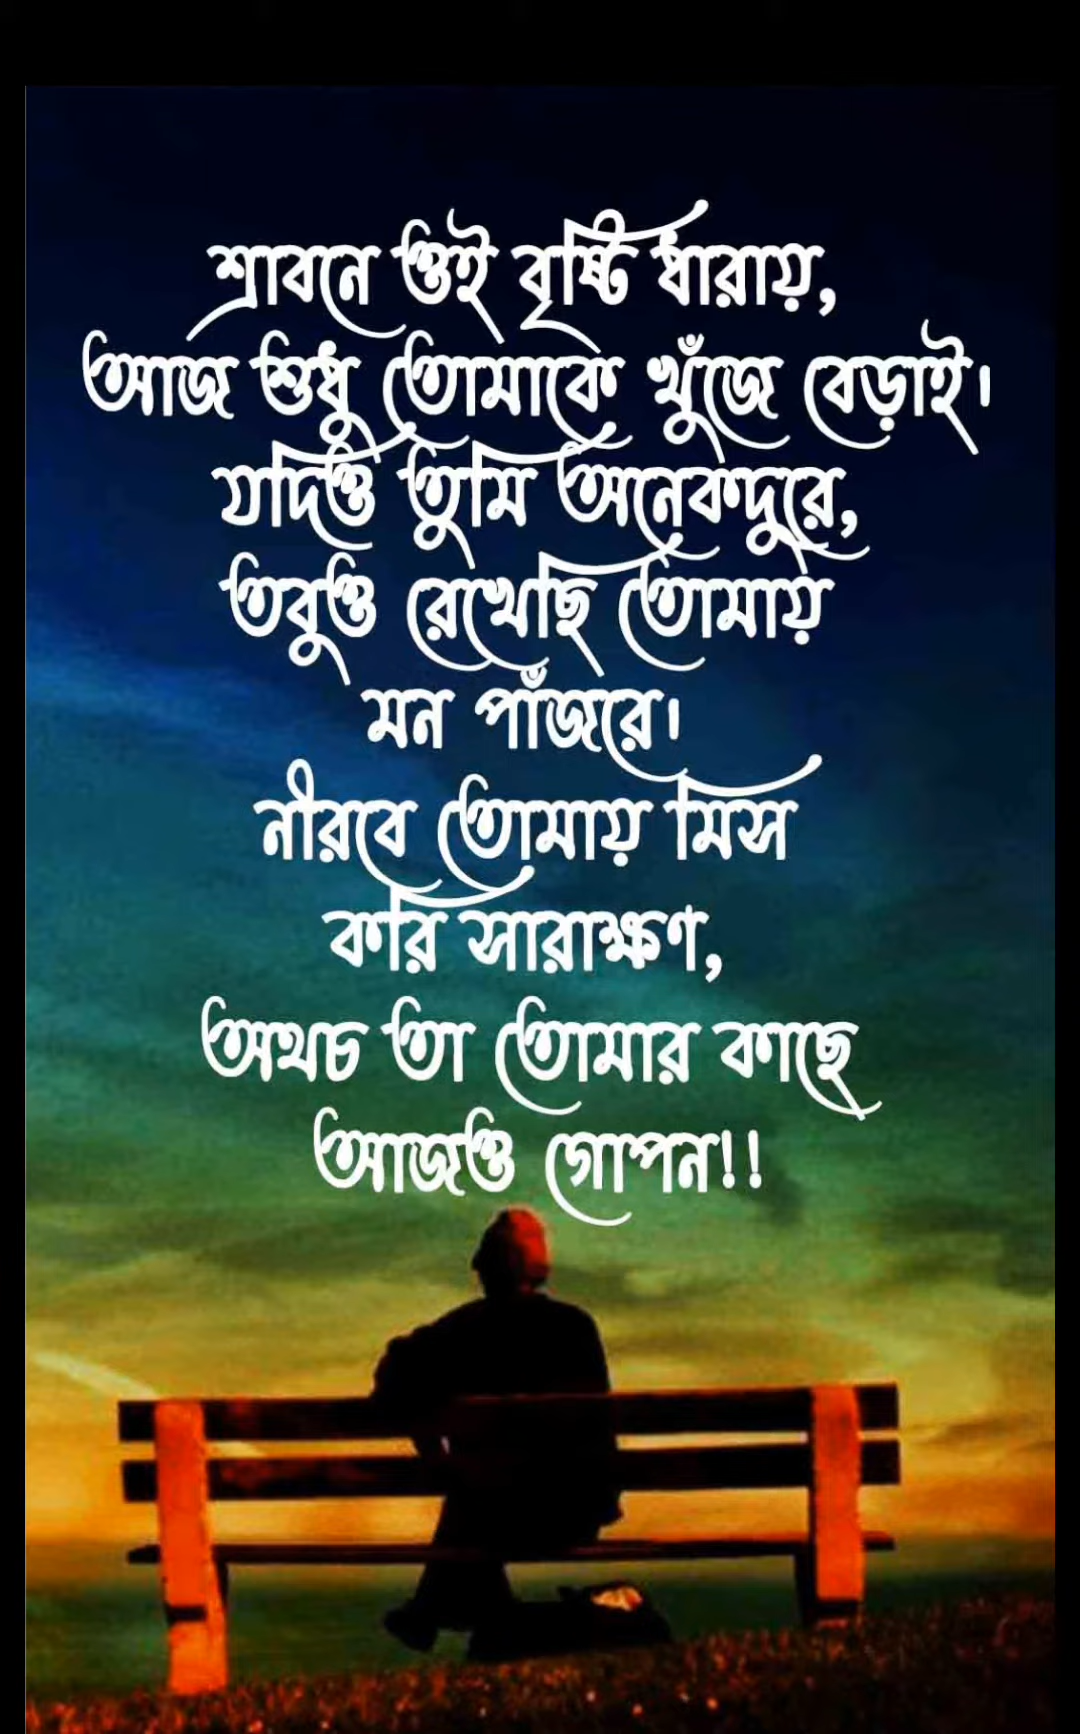 শ্রাবনে ওই বৃষ্টি ধারায়,
আজ শুধু তোমাকে খুঁজে বেড়াই।
যদিও তুমি অনেকদুরে,
তবুও রেখেছি তোমায়
মন পাঁজরে।
নীরবে তোমায় মিস
করি সারাক্ষণ,
অথচ তা তোমার কাছে
আজও গোপন!!